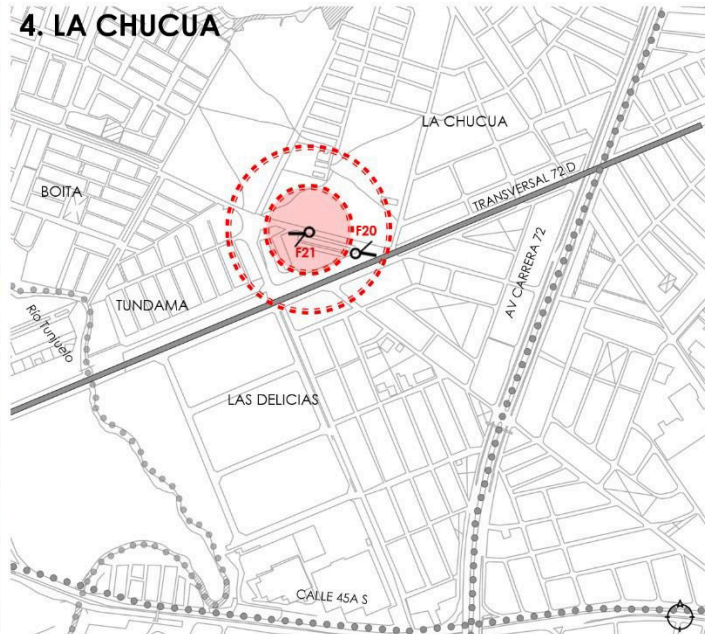 4. LA CHUCUA
LA CHUCUA
BOITA
TRANSVERSAL 72 D
F20
F21
AV CARRERA 72
TUNDAMA
Río Tunjuelo
LAS DELICIAS
CALLE 45A S